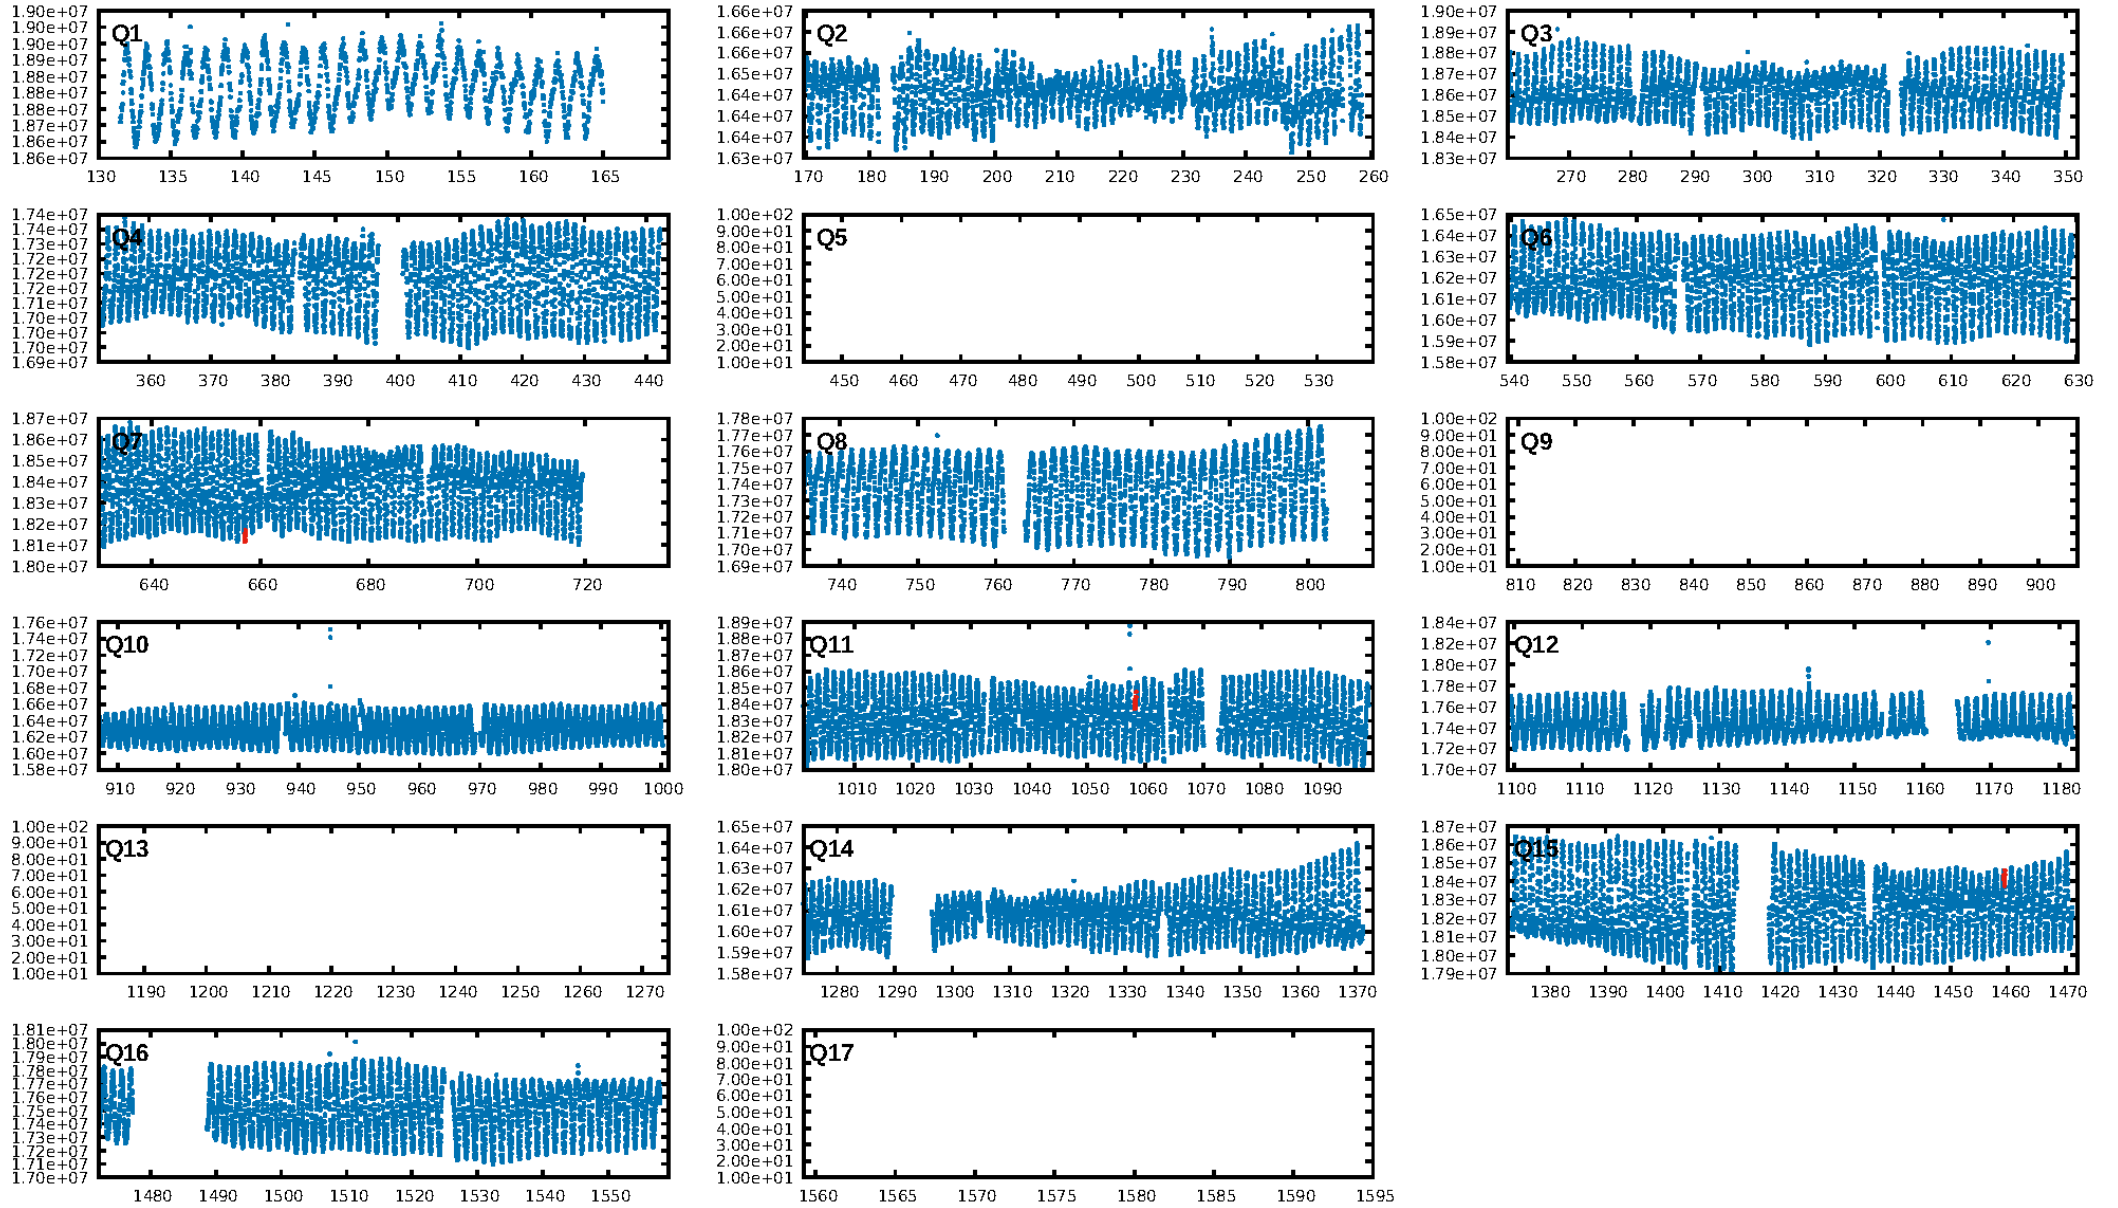 Q1
1.90e+07
1.90e+07
1.90e+07
1.89e+07
1.88e+07
1.88e+07
1.88e+07
1.87e+07
1.87e+07
1.86e+07
130 135 140 145 150 155 160 165
Q2
1.66e+07
1.66e+07
1.66e+07
1.65e+07
1.64e+07
1.64e+07
1.64e+07
1.63e+07
170 180 190 200 210 220 230 240 250 260
Q3
1.90e+07
1.89e+07
1.88e+07
1.87e+07
1.86e+07
1.85e+07
1.84e+07
1.83e+07
270 280 290 300 310 320 330 340 350
Q4
1.74e+07
1.74e+07
1.73e+07
1.73e+07
1.72e+07
1.72e+07
1.71e+07
1.70e+07
1.70e+07
1.70e+07
1.69e+07
360 370 380 390 400 410 420 430 440
Q5
1.00e+02
9.00e+01
8.00e+01
7.00e+01
6.00e+01
5.00e+01
4.00e+01
3.00e+01
2.00e+01
1.00e+01
450 460 470 480 490 500 510 520 530
Q6
1.65e+07
1.64e+07
1.63e+07
1.62e+07
1.61e+07
1.60e+07
1.59e+07
1.58e+07
540 550 560 570 580 590 600 610 620 630
Q7
1.87e+07
1.86e+07
1.85e+07
1.84e+07
1.83e+07
1.82e+07
1.81e+07
1.80e+07
640 660 680 700 720
Q8
1.78e+07
1.77e+07
1.76e+07
1.75e+07
1.74e+07
1.73e+07
1.72e+07
1.71e+07
1.70e+07
1.69e+07
740 750 760 770 780 790 800
Q9
1.00e+02
9.00e+01
8.00e+01
7.00e+01
6.00e+01
5.00e+01
4.00e+01
3.00e+01
2.00e+01
1.00e+01
810 820 830 840 850 860 870 880 890 900
Q10
1.76e+07
1.74e+07
1.72e+07
1.70e+07
1.68e+07
1.66e+07
1.64e+07
1.62e+07
1.60e+07
1.58e+07
910 920 930 940 950 960 970 980 990 1000
Q11
1.89e+07
1.88e+07
1.87e+07
1.86e+07
1.85e+07
1.84e+07
1.83e+07
1.82e+07
1.81e+07
1.80e+07
1010 1020 1030 1040 1050 1060 1070 1080 1090
Q12
1.84e+07
1.82e+07
1.80e+07
1.78e+07
1.76e+07
1.74e+07
1.72e+07
1.70e+07
1100 1110 1120 1130 1140 1150 1160 1170 1180
Q13
1.00e+02
9.00e+01
8.00e+01
7.00e+01
6.00e+01
5.00e+01
4.00e+01
3.00e+01
2.00e+01
1.00e+01
1190 1200 1210 1220 1230 1240 1250 1260 1270
Q14
1.65e+07
1.64e+07
1.63e+07
1.62e+07
1.61e+07
1.60e+07
1.59e+07
1.58e+07
1280 1290 1300 1310 1320 1330 1340 1350 1360 1370
Q15
1.87e+07
1.86e+07
1.85e+07
1.84e+07
1.83e+07
1.82e+07
1.81e+07
1.80e+07
1.79e+07
1380 1390 1400 1410 1420 1430 1440 1450 1460 1470
Q16
1.81e+07
1.80e+07
1.79e+07
1.78e+07
1.77e+07
1.76e+07
1.75e+07
1.74e+07
1.73e+07
1.72e+07
1.71e+07
1.70e+07
1480 1490 1500 1510 1520 1530 1540 1550
Q17
1.00e+02
9.00e+01
8.00e+01
7.00e+01
6.00e+01
5.00e+01
4.00e+01
3.00e+01
2.00e+01
1.00e+01
1560 1565 1570 1575 1580 1585 1590 1595